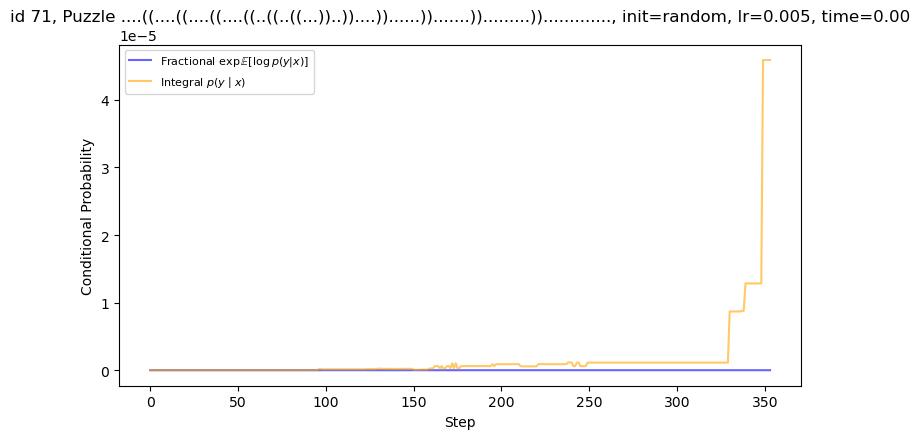 id 71, Puzzle ....((....((....((....((..((..((...))..))....))......)).......)).........))............., init=random, lr=0.005, time=0.00
1e−5
Fractional exp𝔼[log p(y|x)]
Integral p(y | x)
4
3
2
1
0
Conditional Probability
0 50 100 150 200 250 300 350
Step